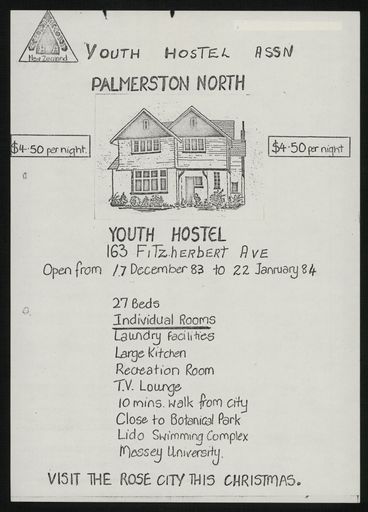 New Zealand
YOUTH HOSTEL ASSN
PALMERSTON NORTH
$4.50 per night.
$4.50 per night.
YOUTH HOSTEL
163 FITzherbert AVE
Open from 17 December 83 to 22 Janruary 84
27 Beds
Individual Rooms
Laundry facilities
Large Kitchen
Recreation Room
T.V. Lounge
10 mins. walk from city
Close to Botanical Park
Lido Swimming Complex
Massey University.
VISIT THE ROSE CITY THIS CHRISTMAS.